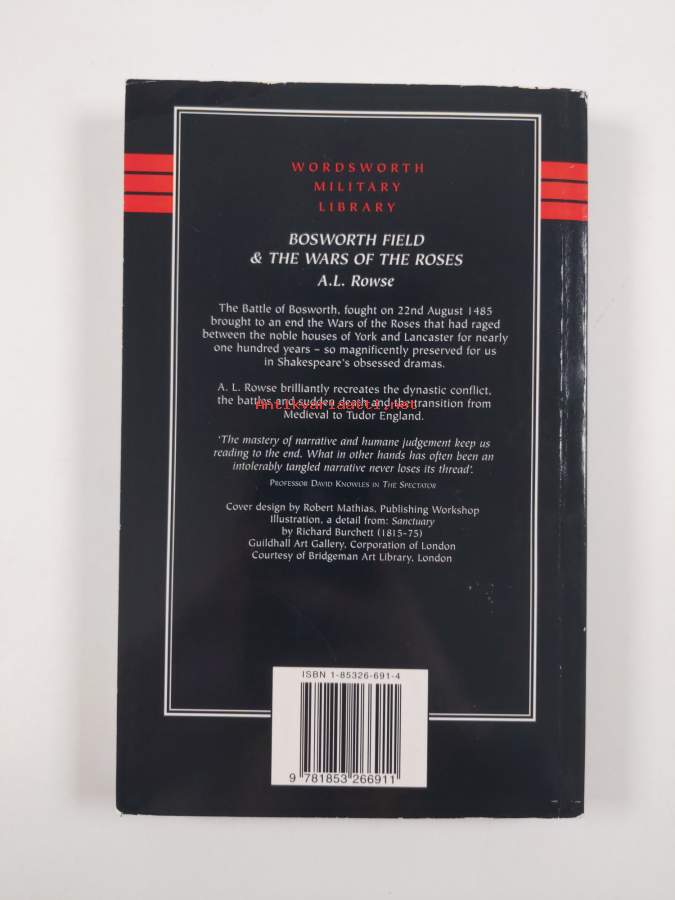 WORDSWORTH
MILITARY
LIBRARY
BOSWORTH FIELD
& THE WARS OF THE ROSES
A.L. Rowse
The Battle of Bosworth, fought on 22nd August 1485
brought to an end the Wars of the Roses that had raged
between the noble houses of York and Lancaster for nearly
one hundred years – so magnificently preserved for us
in Shakespeare's obsessed dramas.
A. L. Rowse brilliantly recreates the dynastic conflict,
the battles and sudden death and the transition from
Antikvariaatti.net
Medieval to Tudor England.
'The mastery of narrative and humane judgement keep us
reading to the end. What in other hands has often been an
intolerably tangled narrative never loses its thread'.
PROFESSOR DAVID KNOWLES IN THE SPECTATOR
Cover design by Robert Mathias, Publishing Workshop
Illustration, a detail from: Sanctuary
by Richard Burchett (1815–75)
Guildhall Art Gallery, Corporation of London
Courtesy of Bridgeman Art Library, London
ISBN 1-85326-691-4
9 781853 266911